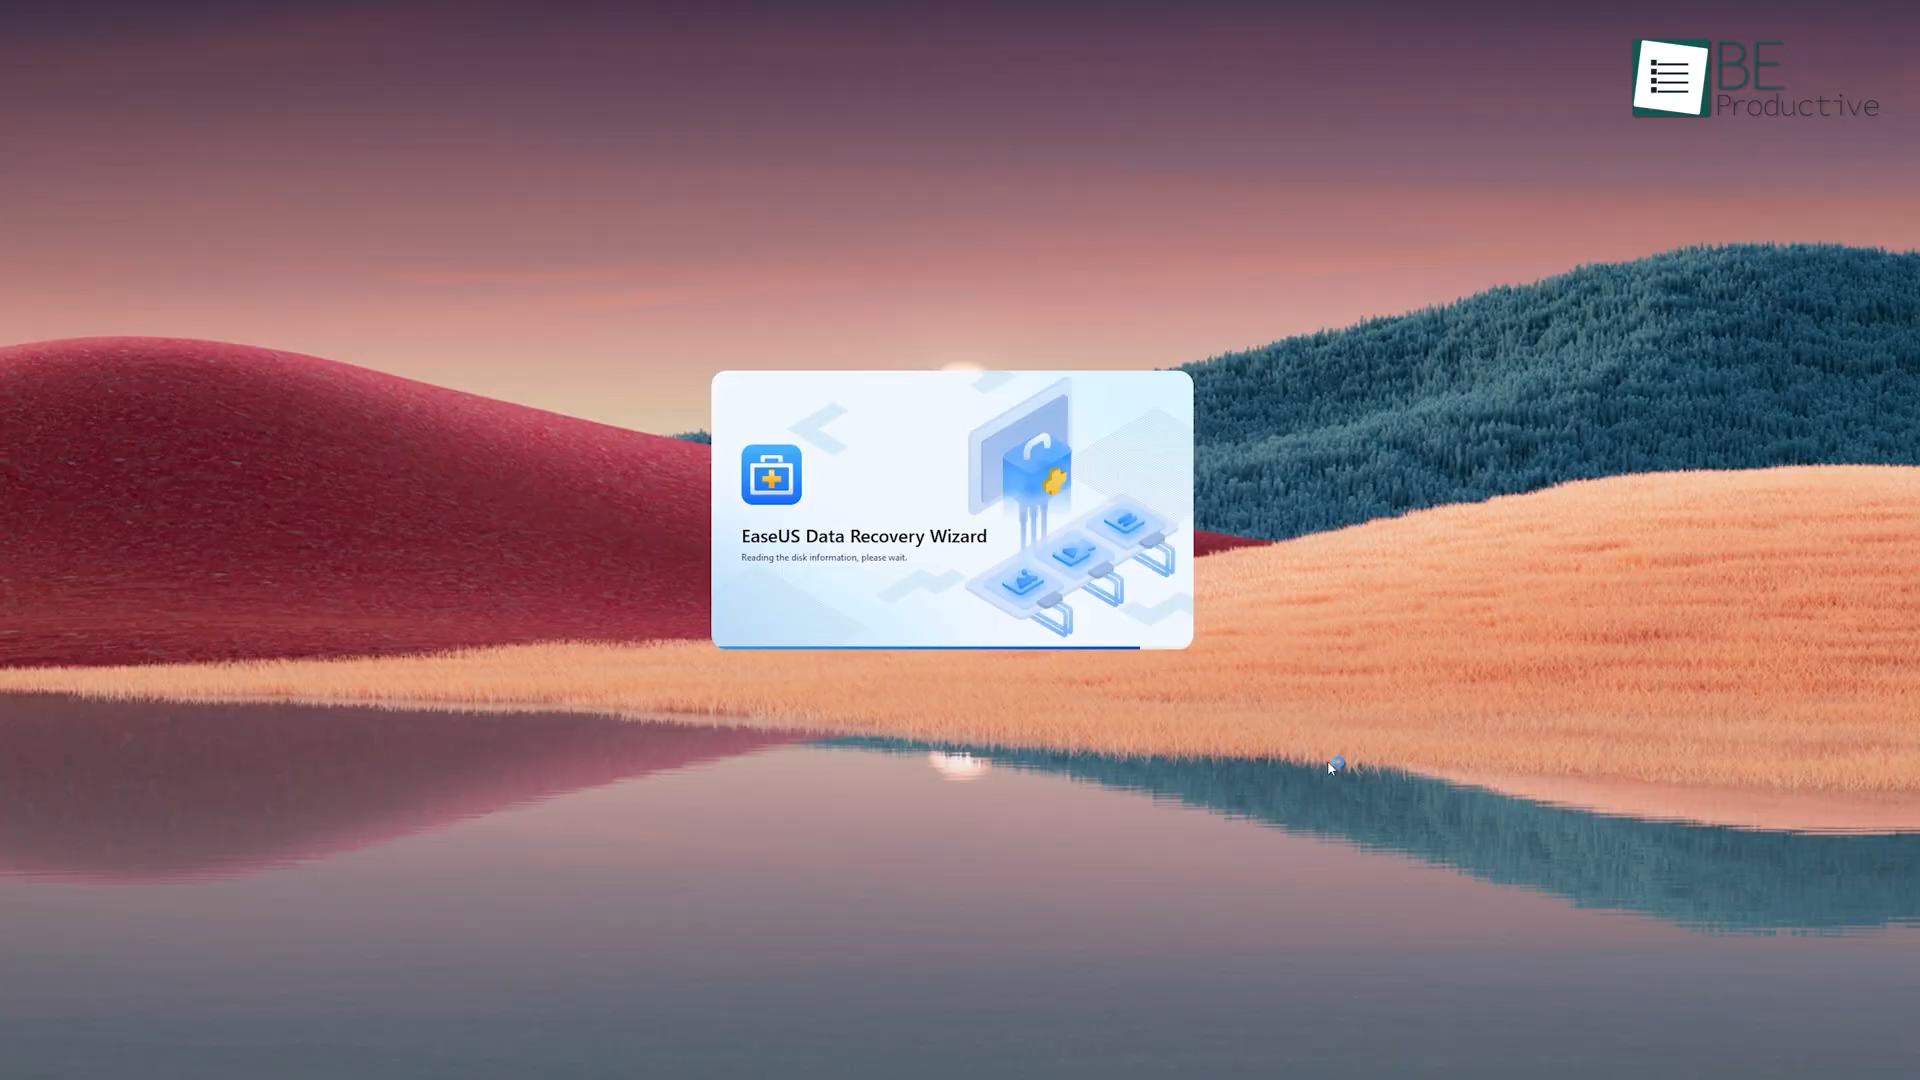 BE
Productive
EaseUS Data Recovery Wizard
Reading the disk information, please wait.